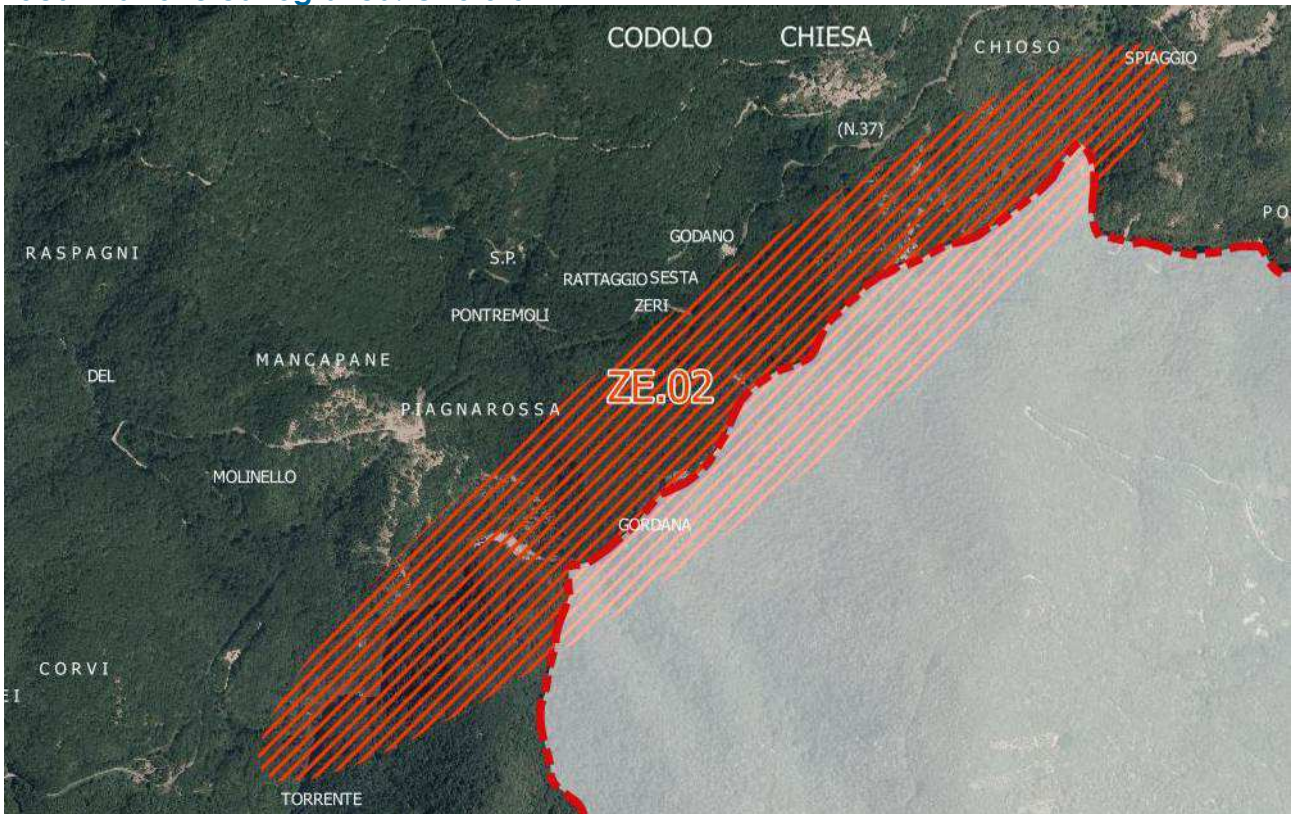 CODOLO CHIESA
CHIOSO
SPIAGGIO
(N.37)
PO
RASPAGNI
GODANO
S.P.
RATTAGGIO SESTA
ZERI
PONTREMOLI
MANCAPANE
DEL
ZE.02
PIAGNAROSSA
MOLINELLO
GORDANA
CORVI
EI
TORRENTE